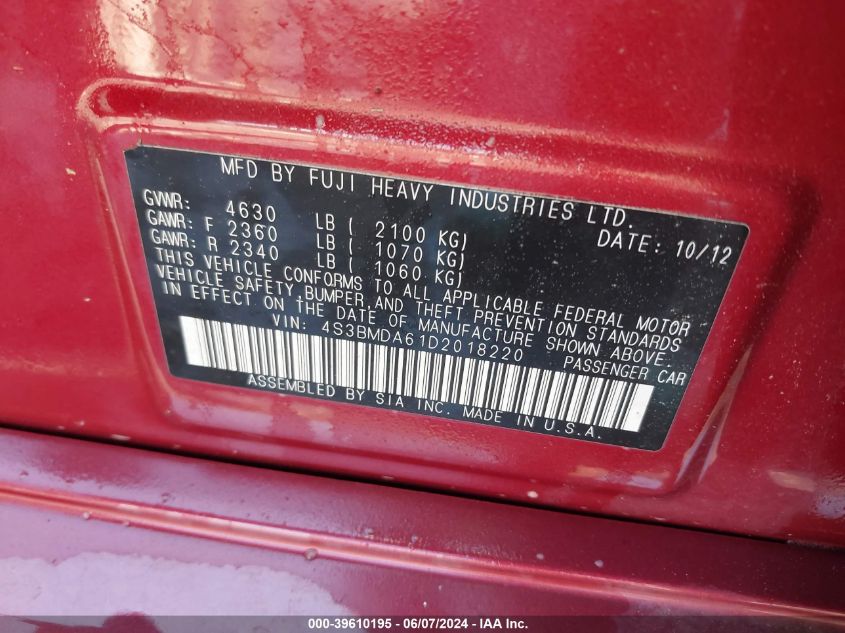 MFD BY FUJI HEAVY INDUSTRIES LTD.
GVWR: 4630 LB ( 2100 KG) DATE: 10/12
GAWR: F 2360 LB ( 1070 KG)
GAWR: R 2340 LB ( 1060 KG)
THIS VEHICLE CONFORMS TO ALL APPLICABLE FEDERAL MOTOR
VEHICLE SAFETY BUMPER, AND THEFT PREVENTION STANDARDS
IN EFFECT ON THE DATE OF MANUFACTURE SHOWN ABOVE.
VIN: 4S3BMDA61D2018220 PASSENGER CAR
ASSEMBLED BY SIA INC. MADE IN U.S.A.
000-39610195 - 06/07/2024 - IAA Inc.